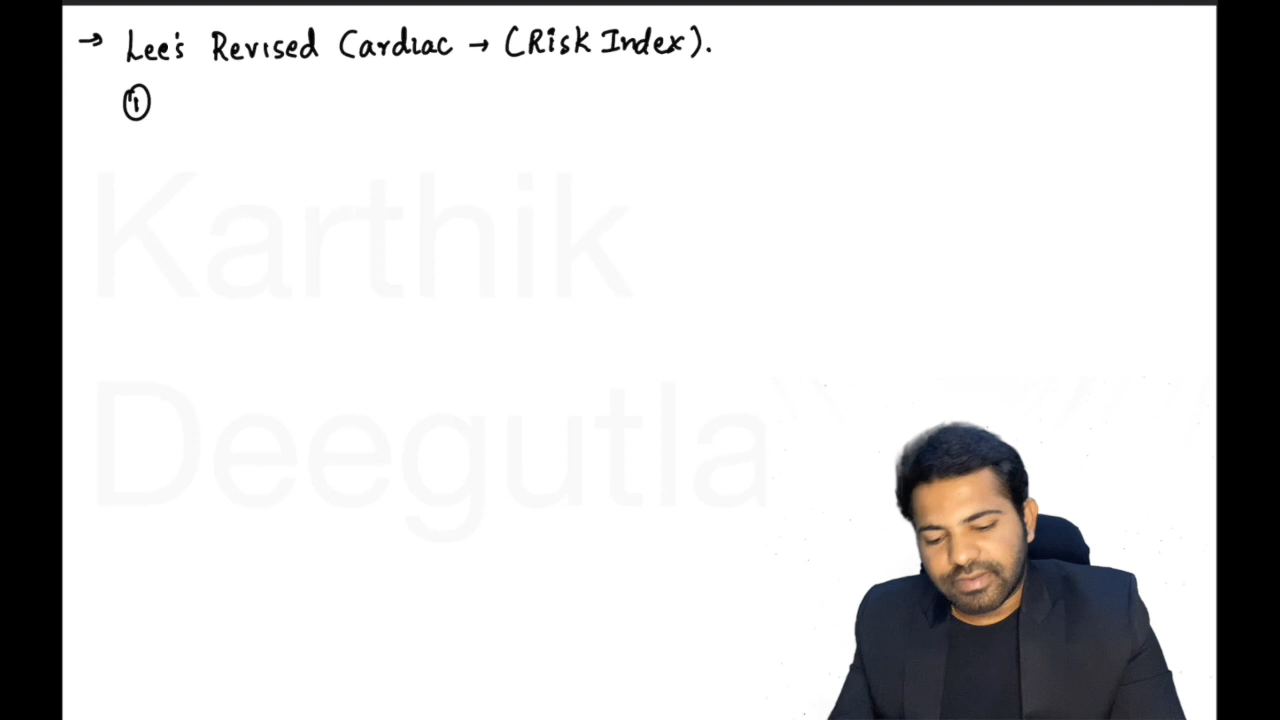 → Lee's Revised Cardiac → (Risk Index).
①
Karthik
Deegutla